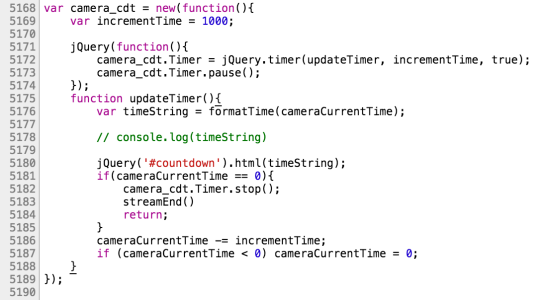 5168 var camera_cdt = new(function(){
5169     var incrementTime = 1000;
5170
5171     jQuery(function(){
5172         camera_cdt.Timer = jQuery.timer(updateTimer, incrementTime, true);
5173         camera_cdt.Timer.pause();
5174     });
5175     function updateTimer(){
5176         var timeString = formatTime(cameraCurrentTime);
5177
5178         // console.log(timeString)
5179
5180         jQuery('#countdown').html(timeString);
5181         if(cameraCurrentTime == 0){
5182             camera_cdt.Timer.stop();
5183             streamEnd()
5184             return;
5185         }
5186         cameraCurrentTime -= incrementTime;
5187         if (cameraCurrentTime < 0) cameraCurrentTime = 0;
5188     }
5189 });
5190